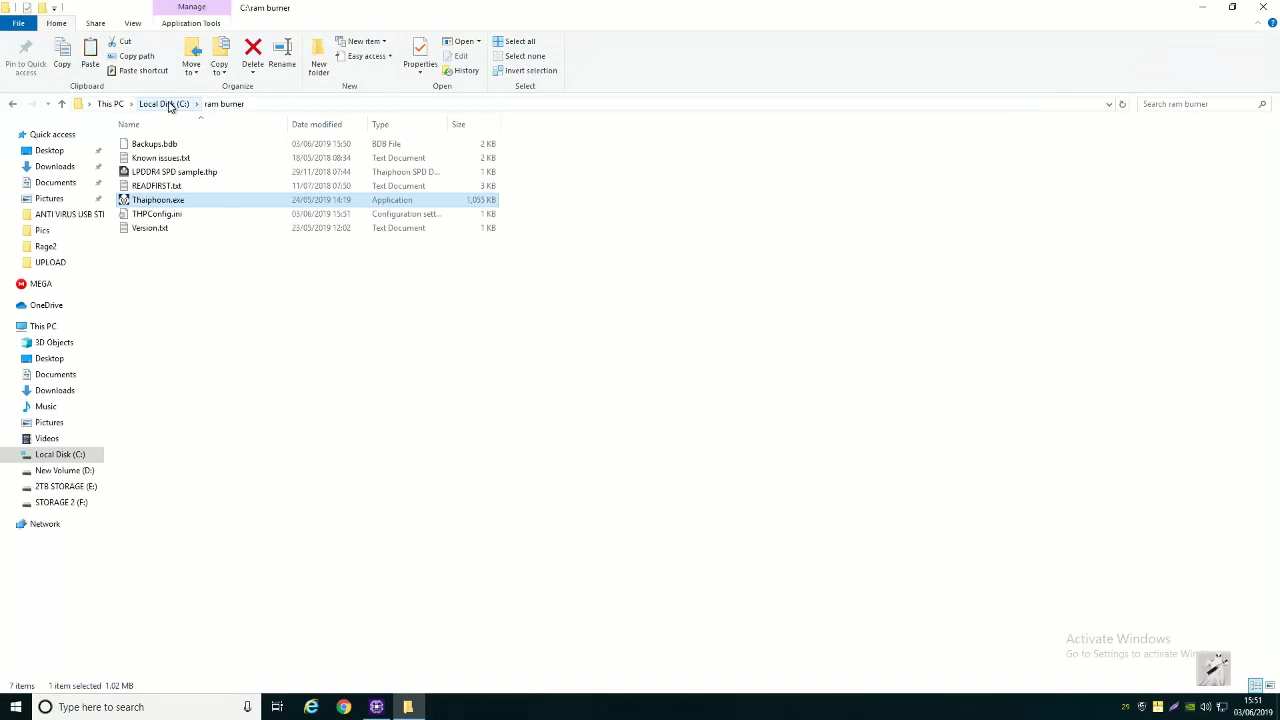 Manage
C:\ram burner
File
Home
Share
View
Application Tools
Pin to Quick access
Copy
Paste
Cut
Copy path
Paste shortcut
Clipboard
Move to
Copy to
Delete
Rename
Organize
New folder
New item
Easy access
New
Properties
Open
Edit
History
Open
Select all
Select none
Invert selection
Select
This PC
Local Disk (C:)
ram burner
Search ram burner
Name
Date modified
Type
Size
Backups.bdb 03/06/2019 15:50 BDB File 2 KB
Known issues.txt 18/05/2018 08:34 Text Document 2 KB
LPDDR4 SPD sample.thp 29/11/2018 07:44 Thaiphoon SPD D... 1 KB
READFIRST.txt 11/07/2018 07:50 Text Document 3 KB
Thaiphoon.exe 24/05/2019 14:19 Application 1,055 KB
THPConfig.ini 03/06/2019 15:51 Configuration sett... 1 KB
Version.txt 23/05/2019 12:02 Text Document 1 KB
Quick access
Desktop
Downloads
Documents
Pictures
ANTI VIRUS USB STI
Pics
Rage2
UPLOAD
MEGA
OneDrive
This PC
3D Objects
Desktop
Documents
Downloads
Music
Pictures
Videos
Local Disk (C:)
New Volume (D:)
2TB STORAGE (E:)
STORAGE 2 (F:)
Network
Activate Windows
Go to Settings to activate Win
7 items
1 item selected 1.02 MB
Type here to search
29
15:51
03/06/2019